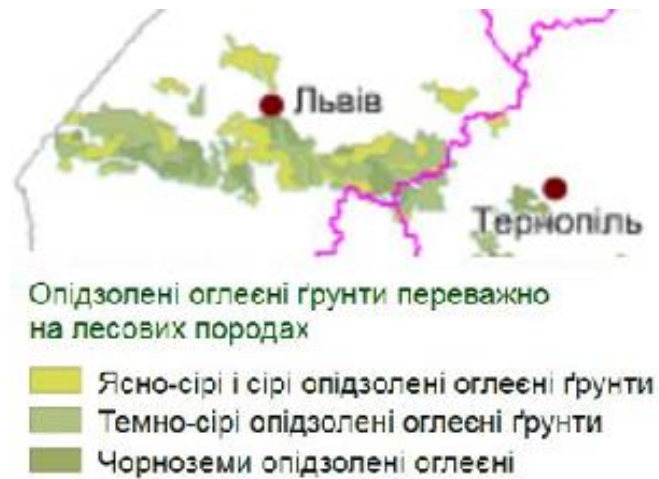 Львів
Тернопіль
Опідзолені оглеєні ґрунти переважно
на лесових породах
Ясно-сірі і сірі опідзолені оглеєні ґрунти
Темно-сірі опідзолені оглеєні ґрунти
Чорноземи опідзолені оглеєні